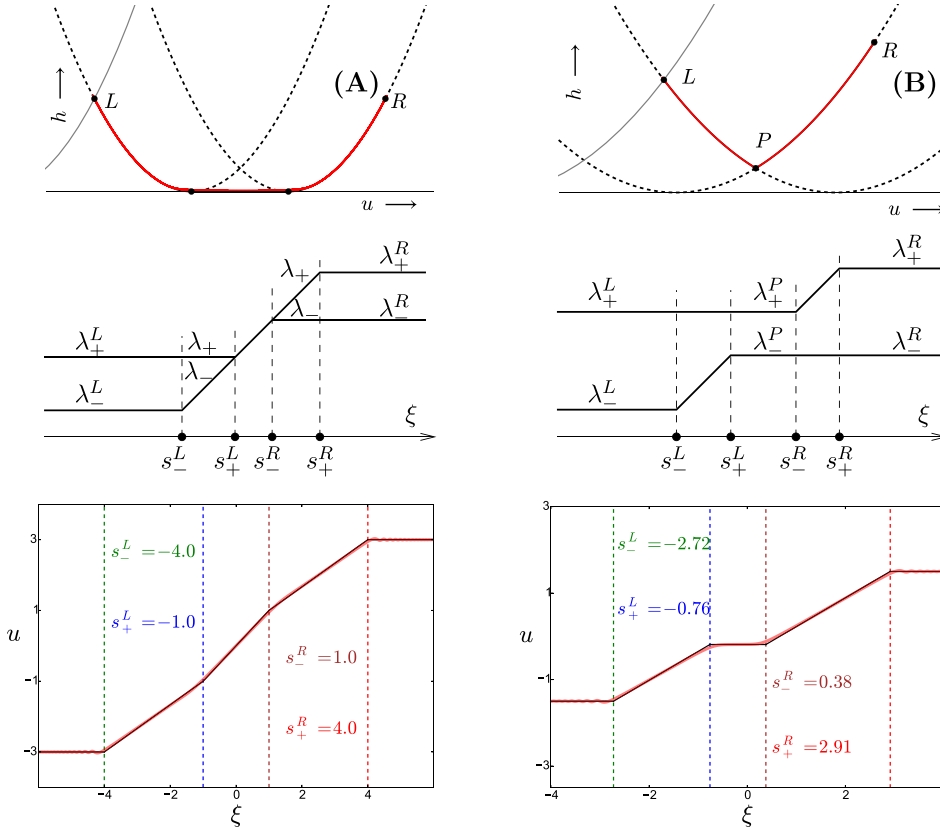 (A)
h ⟶
L
R
u ⟶
λ₊ᴿ
λ₊
λ₋
λ₋ᴿ
λ₊ᴸ
λ₊
λ₋
λ₋ᴸ
ξ
s₋ᴸ s₊ᴸ s₋ᴿ s₊ᴿ
3
s₋ᴸ =−4.0
s₊ᴸ =−1.0
1
u
s₋ᴿ =1.0
−1
s₊ᴿ =4.0
−3
−4 −2 0 2 4
ξ
(B)
h ⟶
L
R
P
u ⟶
λ₊ᴿ
λ₊ᴸ λ₊ᴾ
λ₋ᴾ λ₋ᴿ
λ₋ᴸ
ξ
s₋ᴸ s₊ᴸ s₋ᴿ s₊ᴿ
3
s₋ᴸ =−2.72
1
s₊ᴸ =−0.76
u
s₋ᴿ =0.38
−1
s₊ᴿ =2.91
−3
−4 −2 0 2
ξ